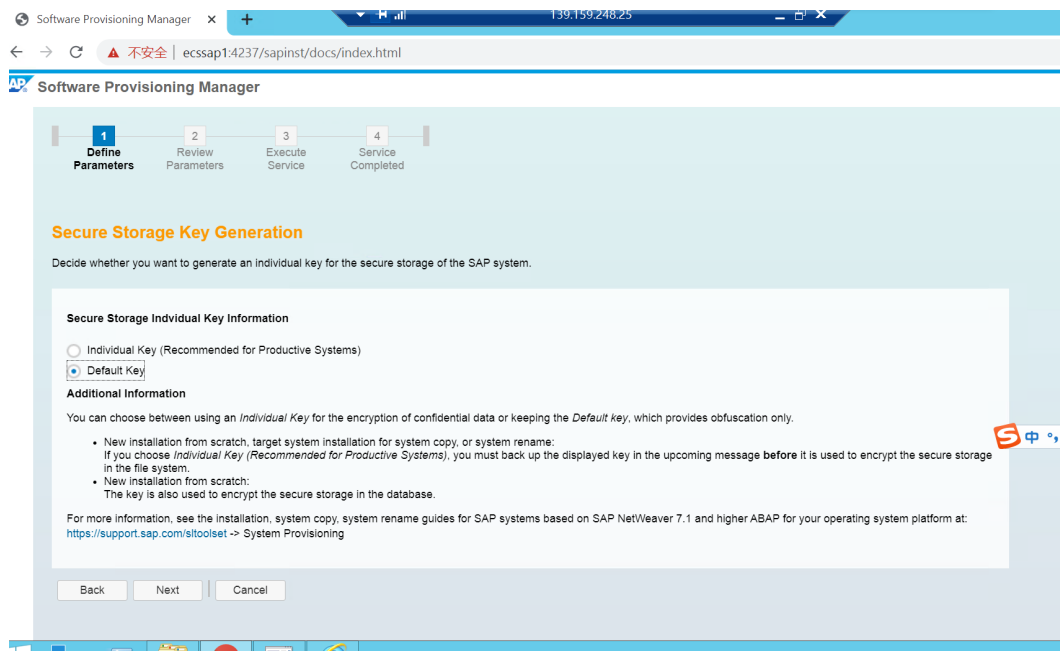 Software Provisioning Manager
139.159.248.25
不安全 ecssap1:4237/sapinst/docs/index.html
Software Provisioning Manager
1 2 3 4
Define Parameters
Review Parameters
Execute Service
Service Completed
Secure Storage Key Generation
Decide whether you want to generate an individual key for the secure storage of the SAP system.
Secure Storage Indvidual Key Information
Individual Key (Recommended for Productive Systems)
Default Key
Additional Information
You can choose between using an Individual Key for the encryption of confidential data or keeping the Default key, which provides obfuscation only.
• New installation from scratch, target system installation for system copy, or system rename:
If you choose Individual Key (Recommended for Productive Systems), you must back up the displayed key in the upcoming message before it is used to encrypt the secure storage
in the file system.
• New installation from scratch:
The key is also used to encrypt the secure storage in the database.
For more information, see the installation, system copy, system rename guides for SAP systems based on SAP NetWeaver 7.1 and higher ABAP for your operating system platform at:
https://support.sap.com/sltoolset -> System Provisioning
Back Next Cancel
中